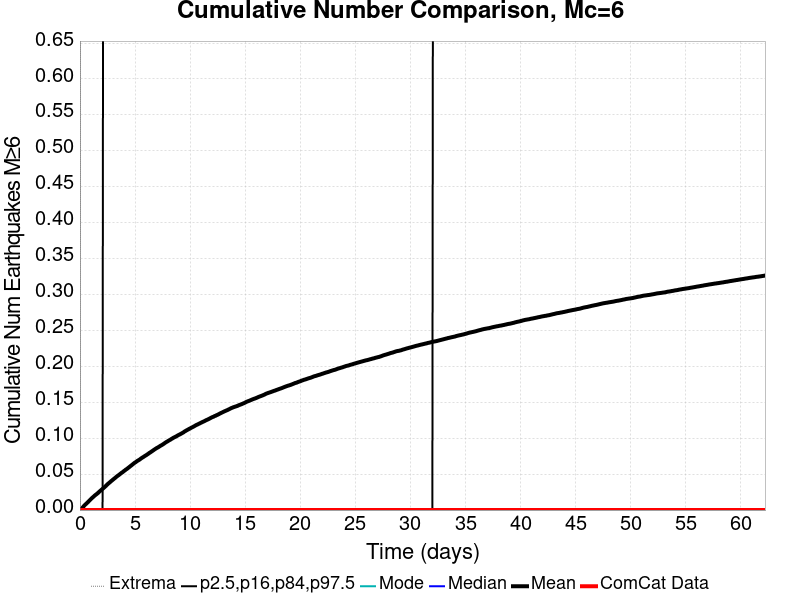 Cumulative Number Comparison, Mc=6
Cumulative Num Earthquakes M≥6
0.65
0.60
0.55
0.50
0.45
0.40
0.35
0.30
0.25
0.20
0.15
0.10
0.05
0.00
0 5 10 15 20 25 30 35 40 45 50 55 60
Time (days)
Extrema p2.5,p16,p84,p97.5 Mode Median Mean ComCat Data